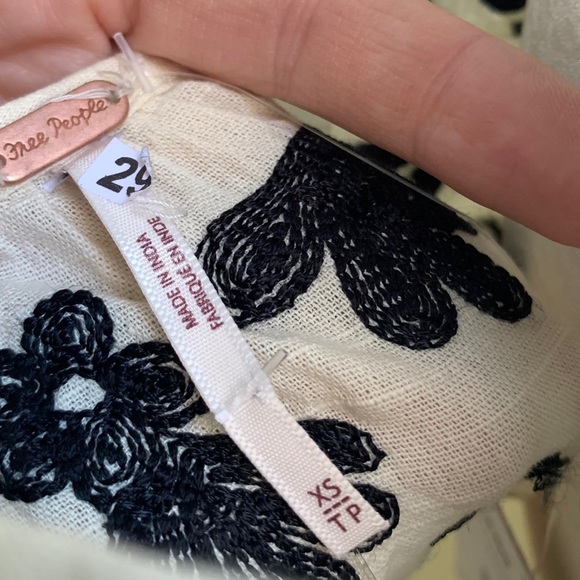 Free People
29
MADE IN INDIA
FABRIQUÉ EN INDE
XS
TP